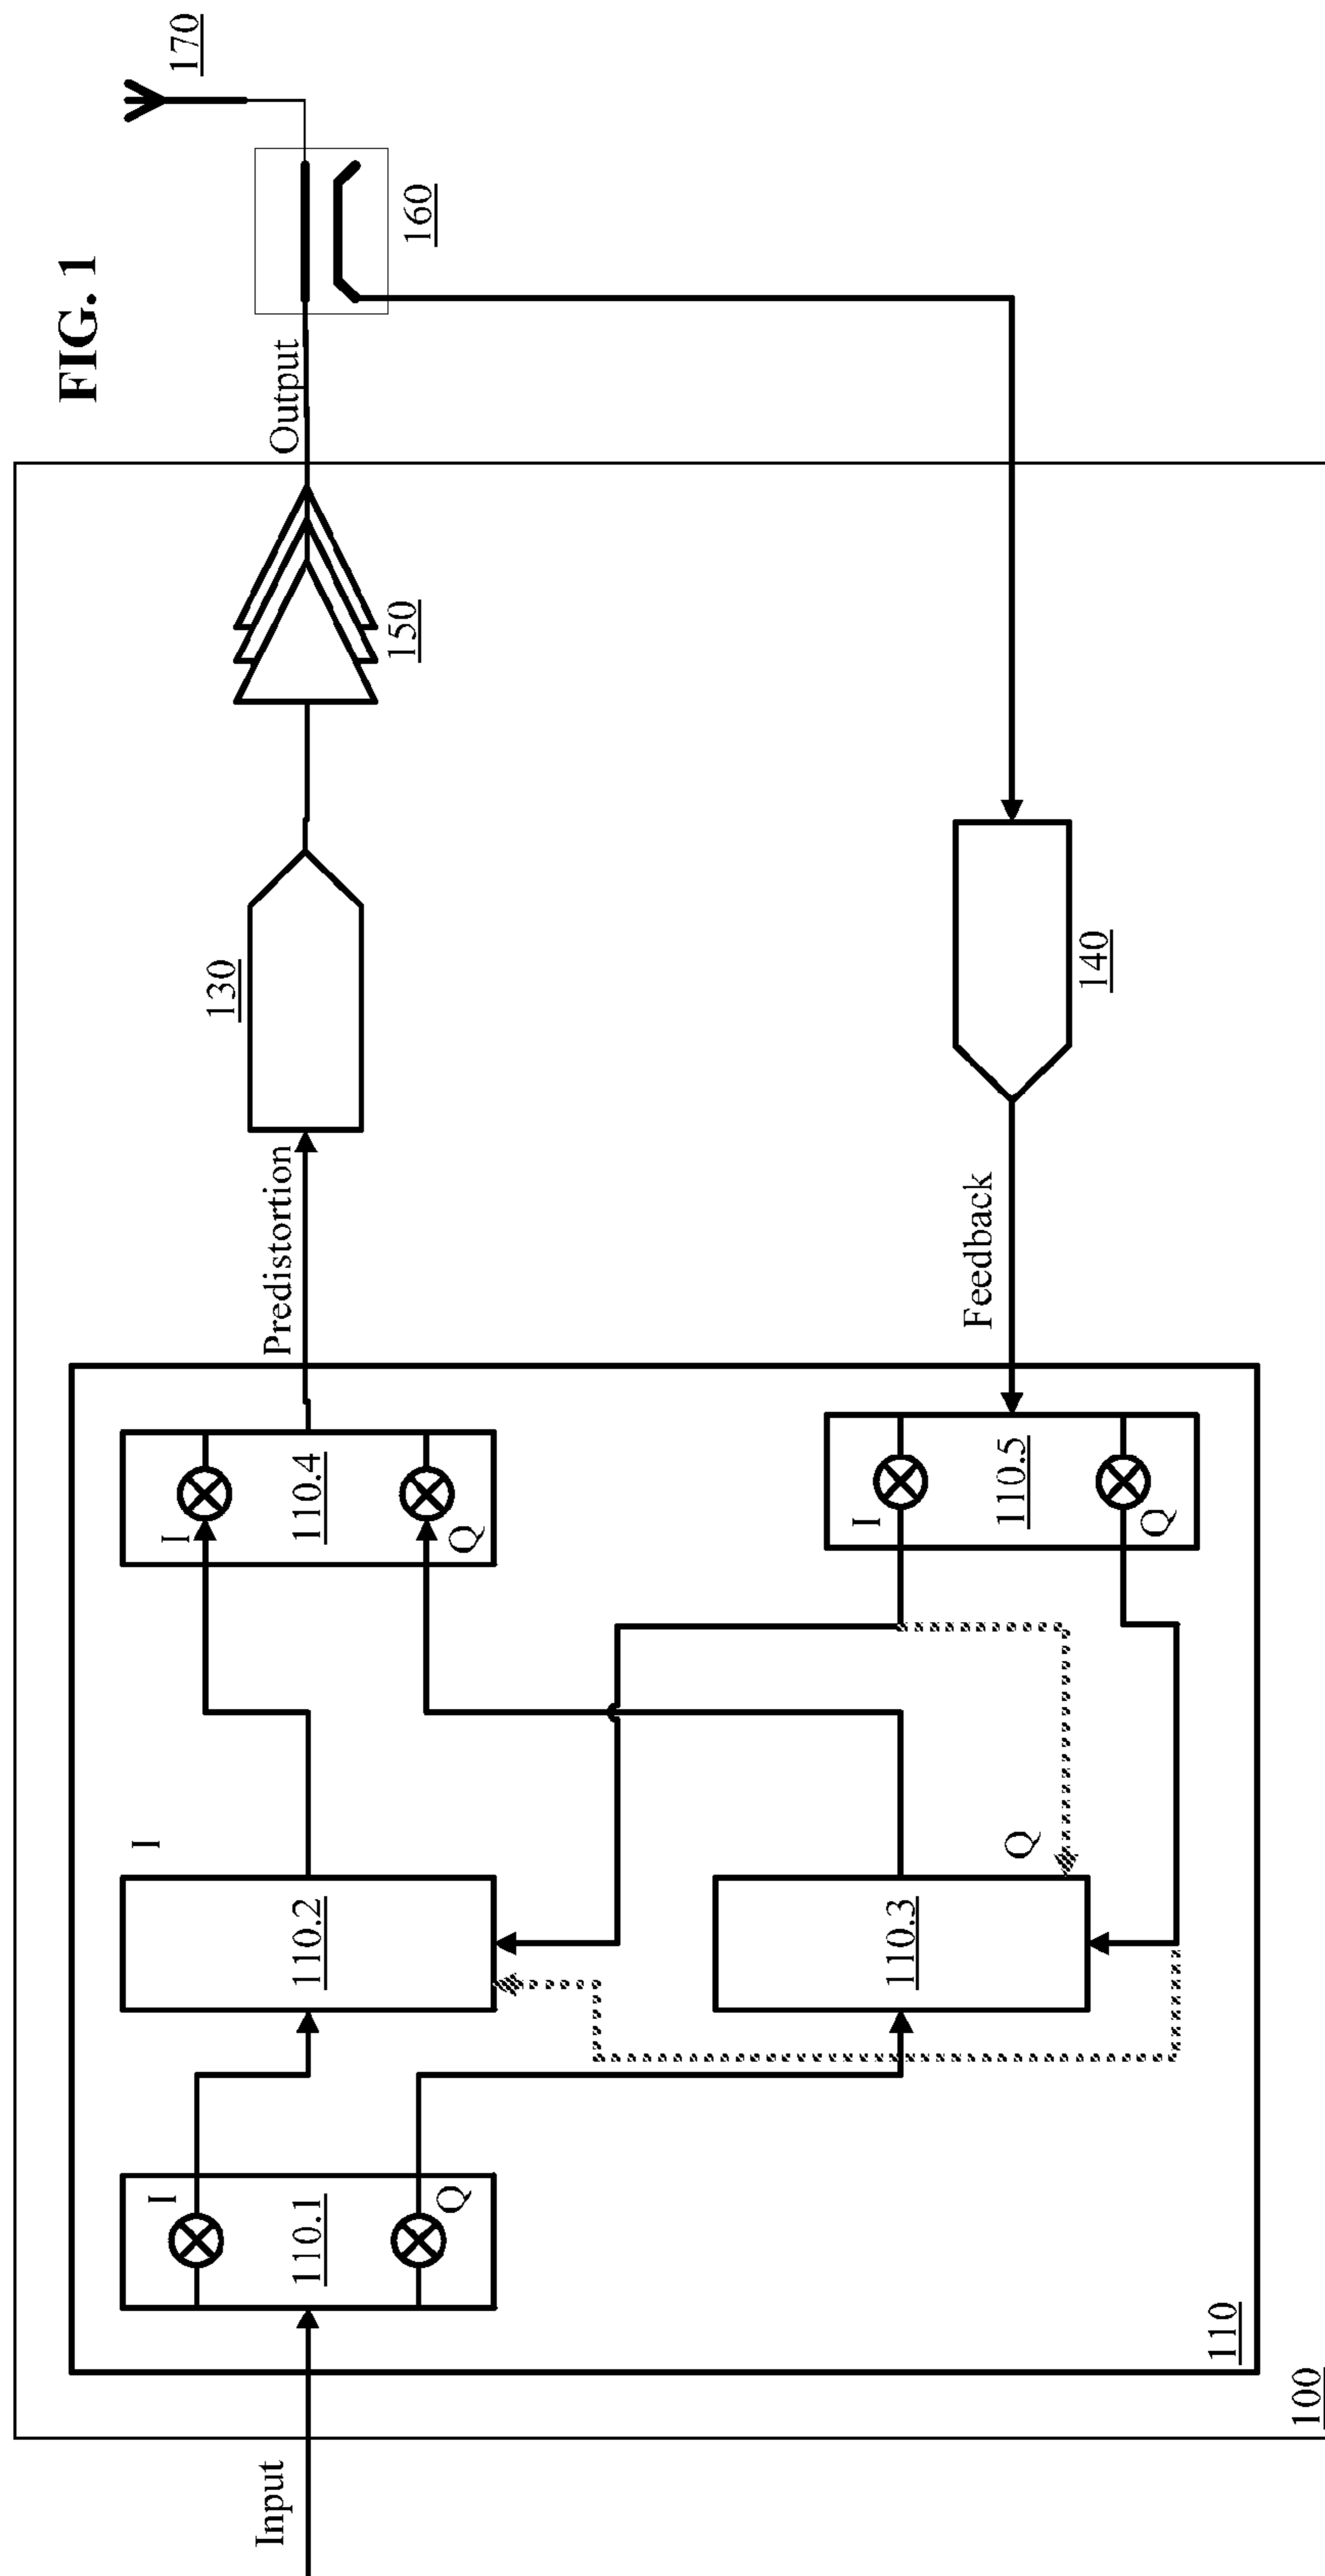 FIG. 1
Input
100
110
I
110.1
Q
I
110.2
110.3
Q
I
110.4
Q
I
110.5
Q
Predistortion
130
Feedback
140
150
Output
160
170